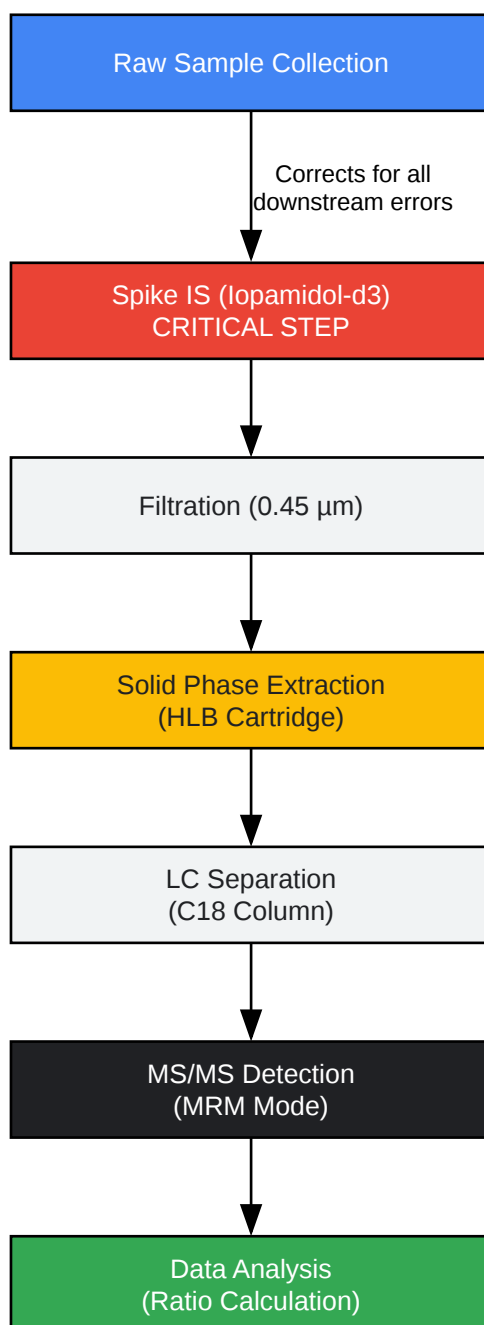 Raw Sample Collection
Corrects for all
downstream errors
Spike IS (Iopamidol-d3)
CRITICAL STEP
Filtration (0.45 µm)
Solid Phase Extraction
(HLB Cartridge)
LC Separation
(C18 Column)
MS/MS Detection
(MRM Mode)
Data Analysis
(Ratio Calculation)